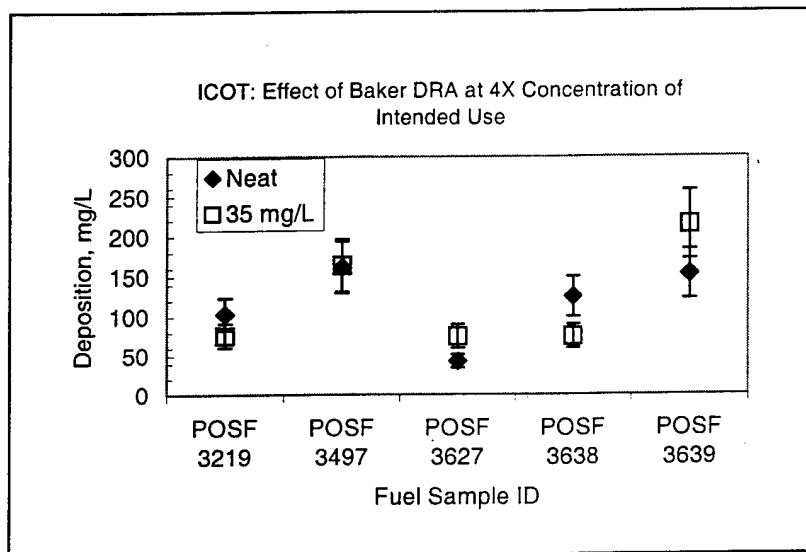 ICOT: Effect of Baker DRA at 4X Concentration of
Intended Use
Deposition, mg/L
300
250
200
150
100
50
0
Neat
35 mg/L
POSF POSF POSF POSF POSF
3219 3497 3627 3638 3639
Fuel Sample ID